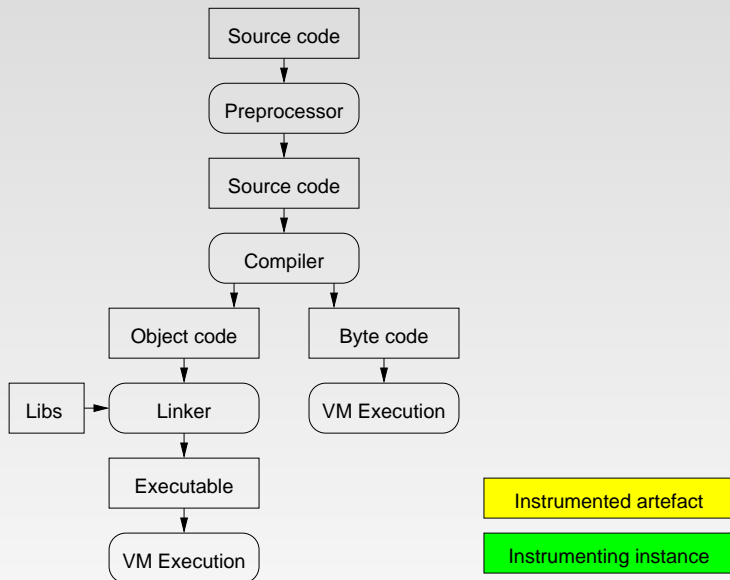 Source code
Preprocessor
Source code
Compiler
Object code
Byte code
Libs
Linker
VM Execution
Executable
Instrumented artefact
VM Execution
Instrumenting instance